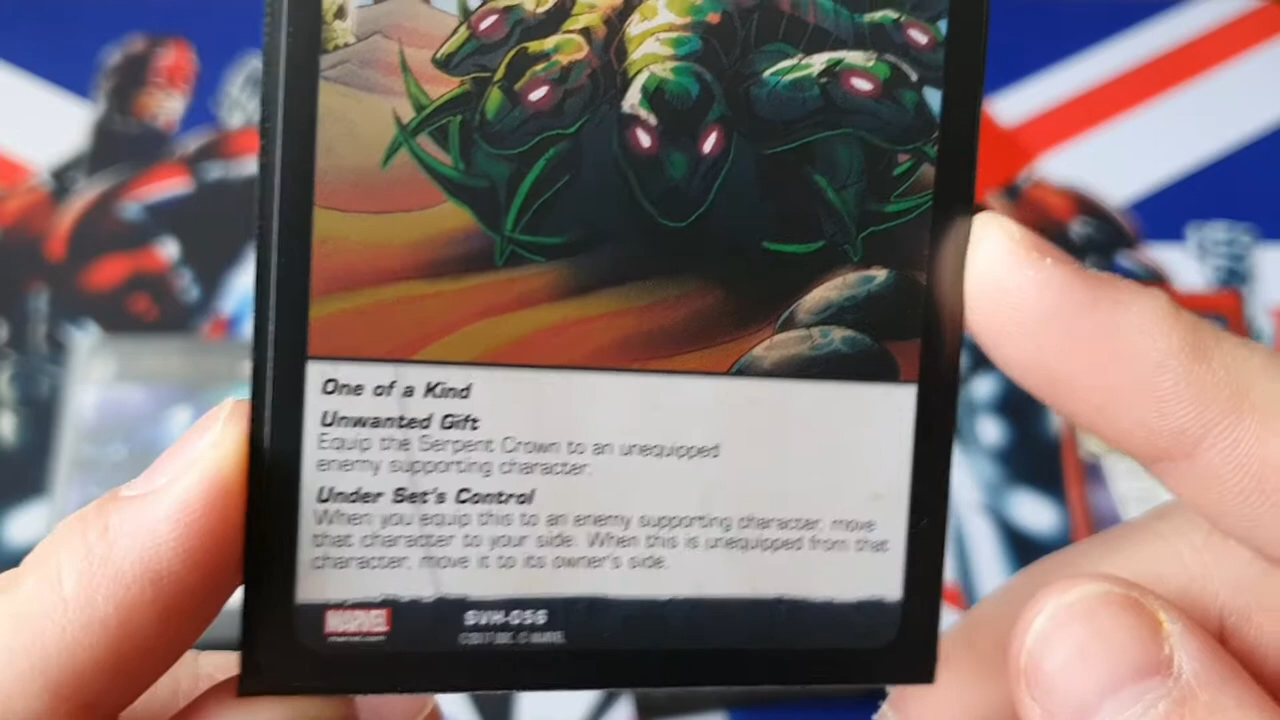 One of a Kind
Unwanted Gift
Equip the Serpent Crown to an unequipped
enemy supporting character.
Under Set's Control
When you equip this to an enemy supporting character, move
that character to your side. When this is unequipped from that
character, move it to its owner's side.
MARVEL
marvel.com
SVH-056